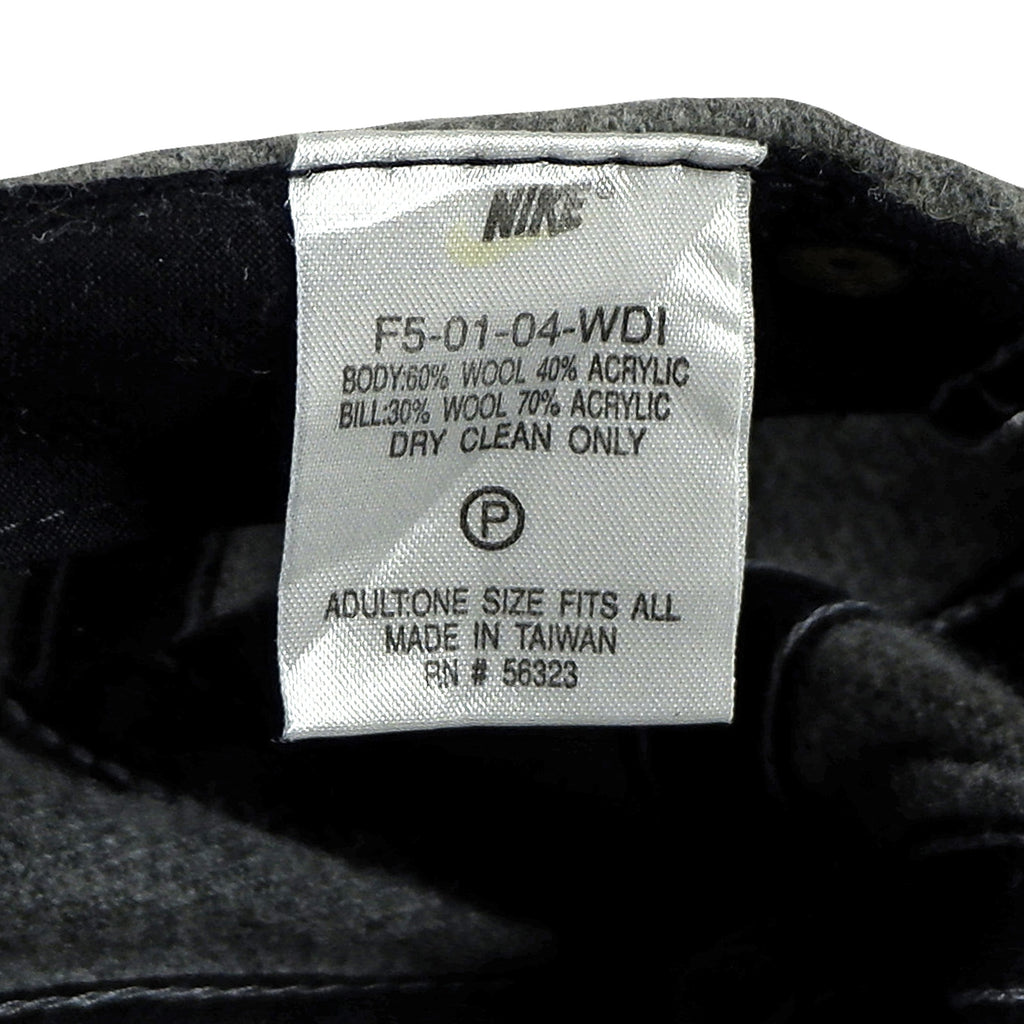 NIKE®
F5-01-04-WDI
BODY:60% WOOL 40% ACRYLIC
BILL:30% WOOL 70% ACRYLIC
DRY CLEAN ONLY
P
ADULT:ONE SIZE FITS ALL
MADE IN TAIWAN
RN # 56323